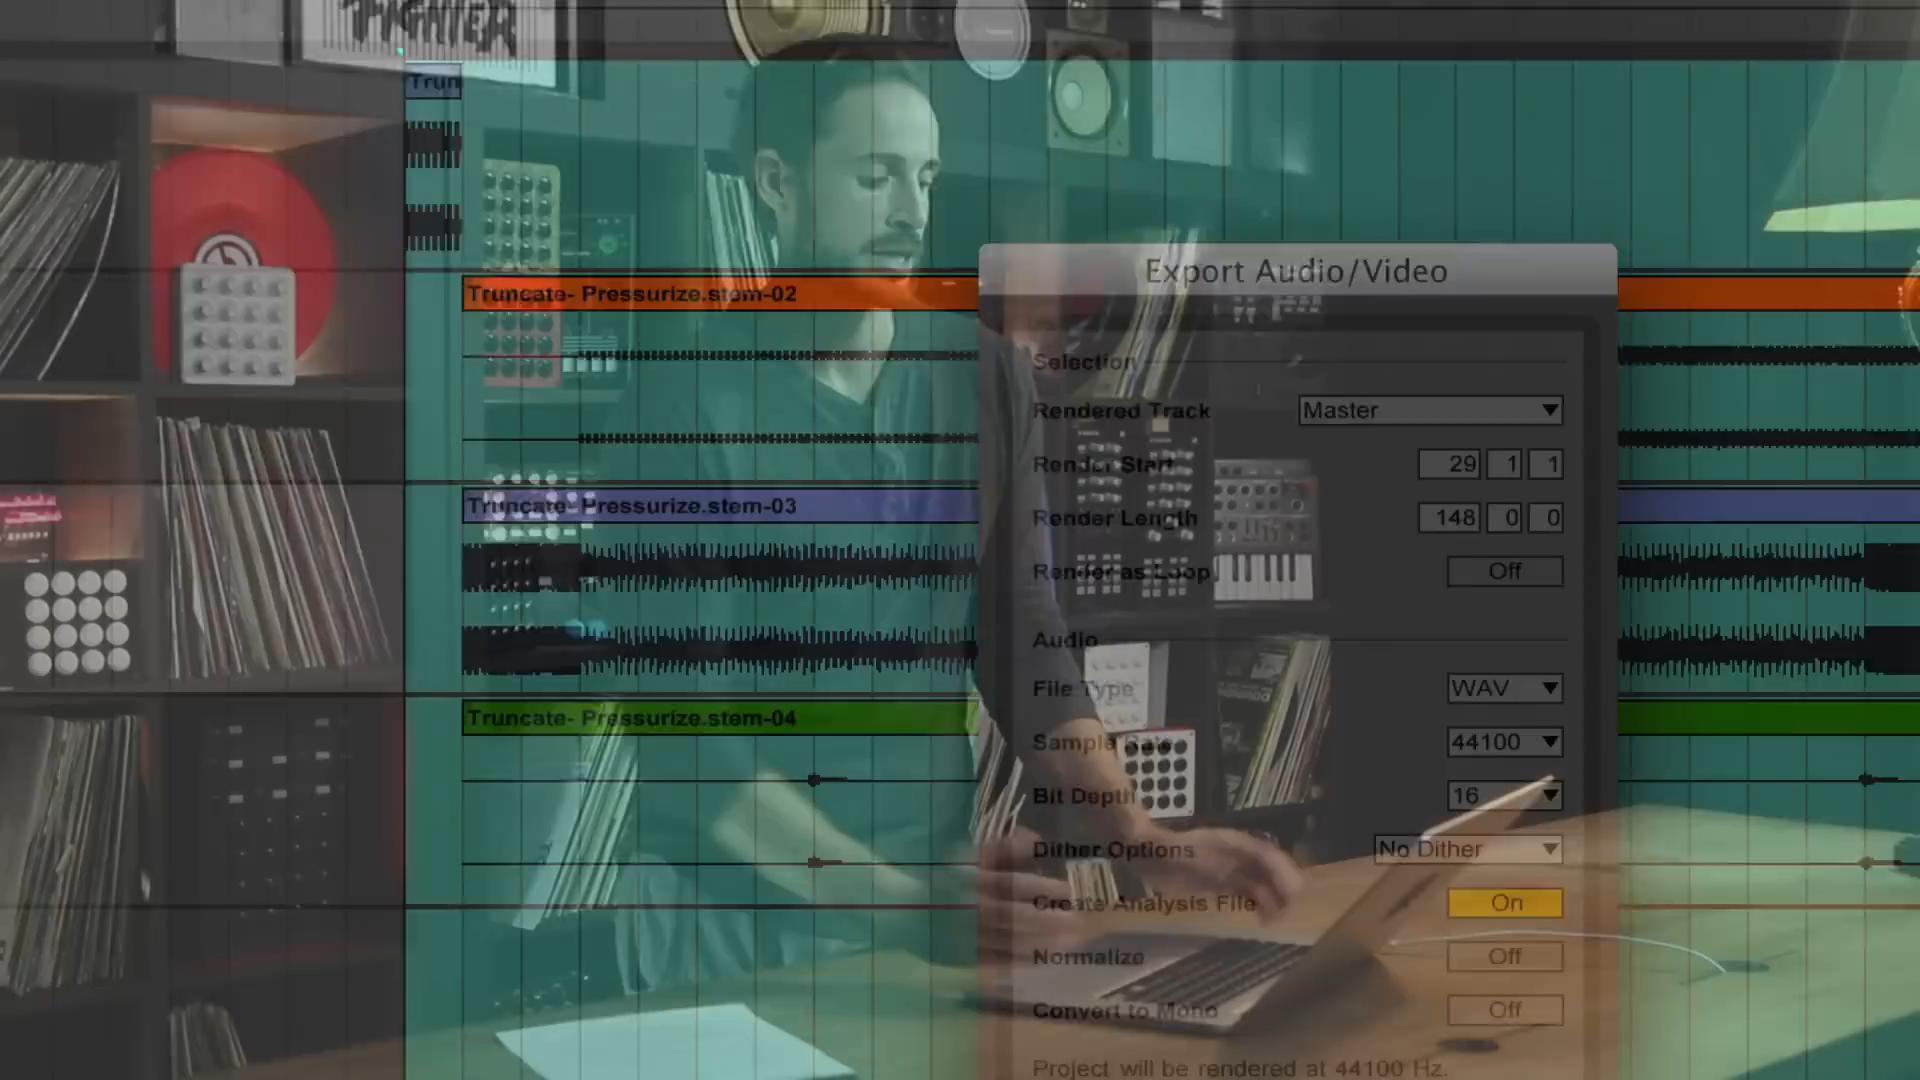 FIGHTER
Trun
Truncate- Pressurize.stem-02
Export Audio/Video
Selection
Rendered Track
Master
Render Start
29 1 1
Truncate- Pressurize.stem-03
Render Length
148 0 0
Render as Loop
Off
Audio
File Type
WAV
Truncate- Pressurize.stem-04
Sample Rate
44100
Bit Depth
16
Dither Options
No Dither
Create Analysis File
On
Normalize
Off
Convert to Mono
Off
Project will be rendered at 44100 Hz.